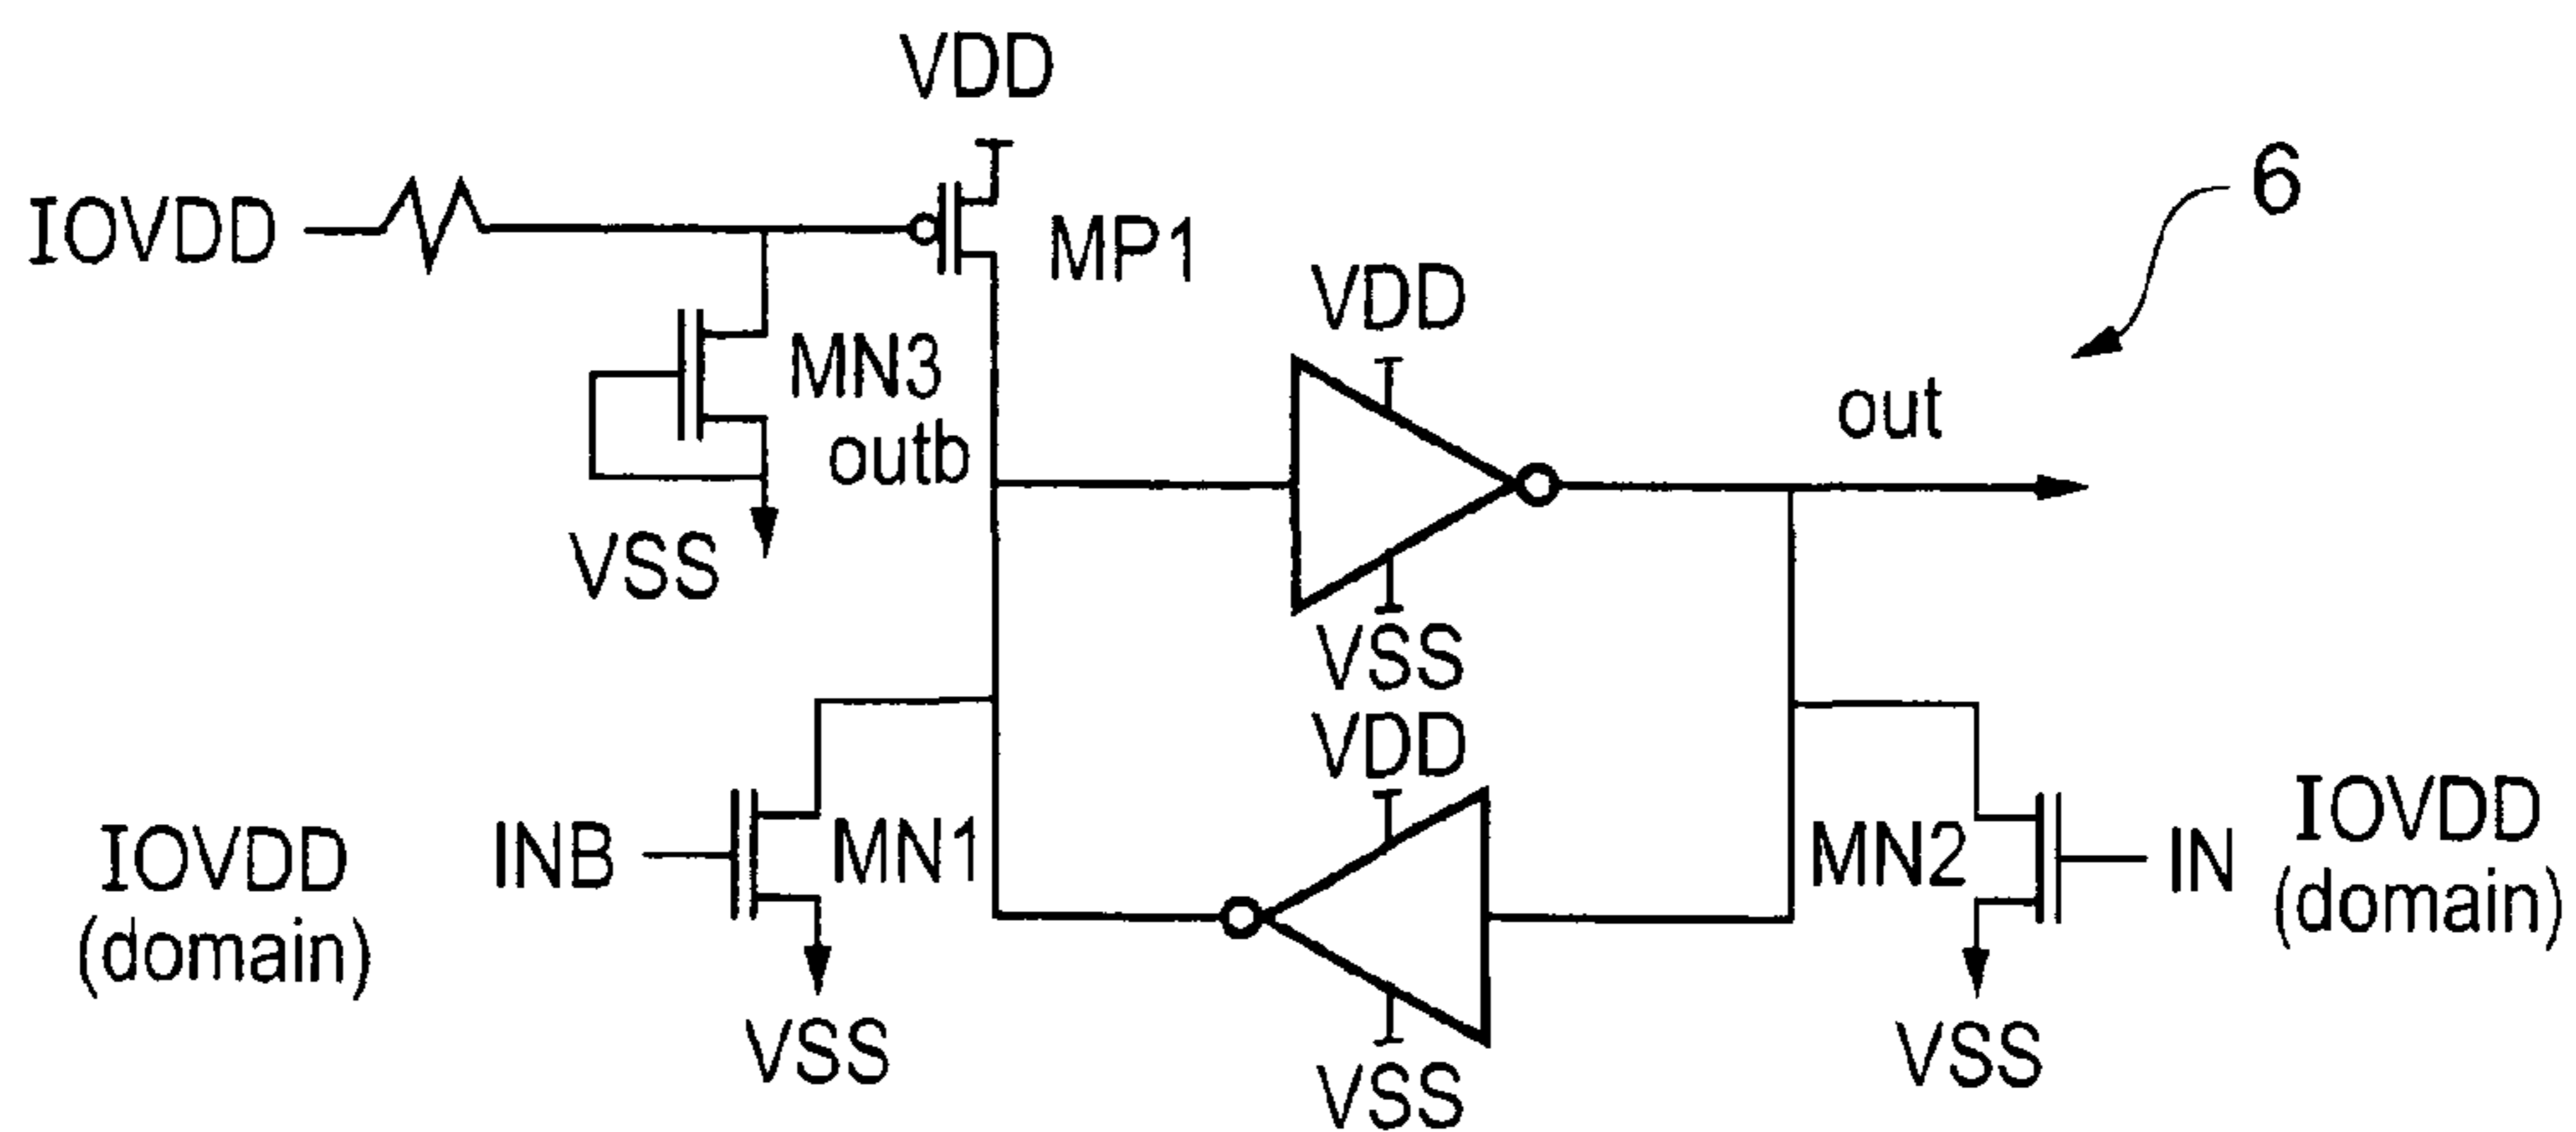 VDD
6
IOVDD
MP1
VDD
MN3
out
outb
VSS
VSS
VDD
IOVDD
(domain)
INB
MN1
MN2
IN
IOVDD
(domain)
VSS
VSS
VSS